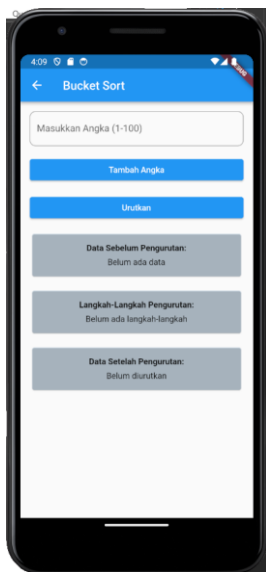 4:09
Bucket Sort
Masukkan Angka (1-100)
Tambah Angka
Urutkan
Data Sebelum Pengurutan:
Belum ada data
Langkah-Langkah Pengurutan:
Belum ada langkah-langkah
Data Setelah Pengurutan:
Belum diurutkan